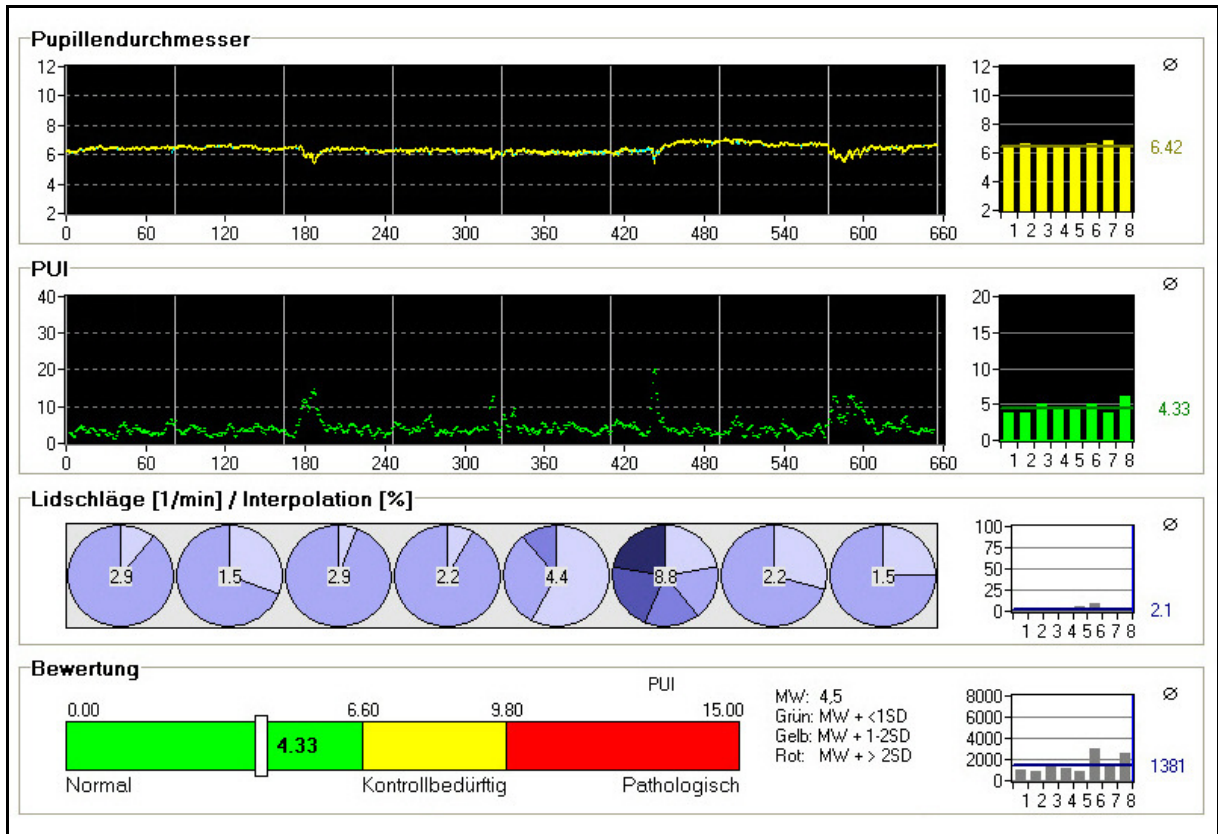 Pupillendurchmesser
12
10
8
6
4
2
0 60 120 180 240 300 360 420 480 540 600 660
12
10
8
6
4
2
1 2 3 4 5 6 7 8
Ø
6.42
PUI
40
30
20
10
0
0 60 120 180 240 300 360 420 480 540 600 660
20
15
10
5
0
1 2 3 4 5 6 7 8
Ø
4.33
Lidschläge [1/min] / Interpolation [%]
2.9 1.5 2.9 2.2 4.4 8.8 2.2 1.5
100
75
50
25
0
1 2 3 4 5 6 7 8
Ø
2.1
Bewertung
PUI
0.00 6.60 9.80 15.00
4.33
Normal Kontrollbedürftig Pathologisch
MW: 4,5
Grün: MW + <1SD
Gelb: MW + 1-2SD
Rot: MW + > 2SD
8000
6000
4000
2000
0
1 2 3 4 5 6 7 8
Ø
1381